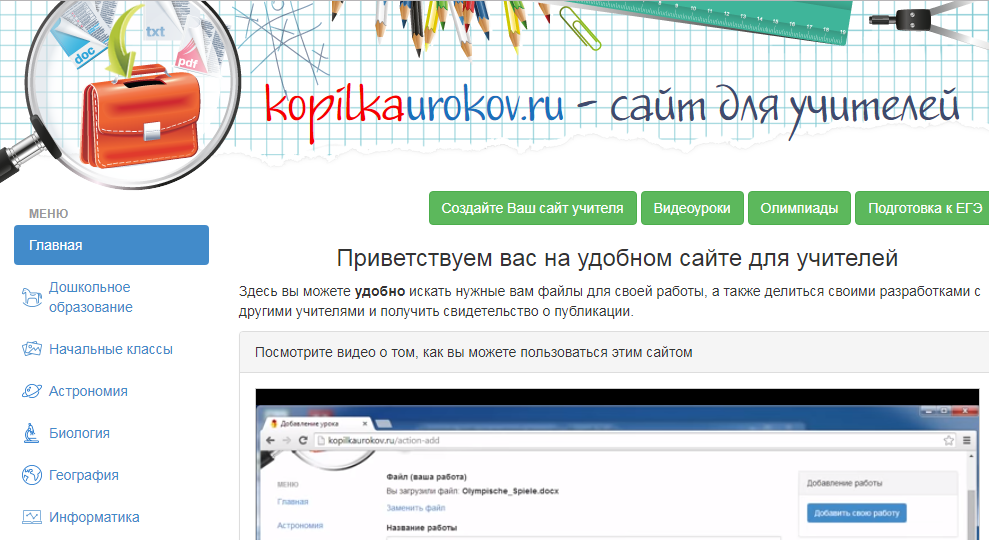 doc
txt
pdf
kopilkaurokov.ru - сайт для учителей
МЕНЮ
Главная
Дошкольное
образование
Начальные классы
Астрономия
Биология
География
Информатика
Создайте Ваш сайт учителя
Видеоуроки
Олимпиады
Подготовка к ЕГЭ
Приветствуем вас на удобном сайте для учителей
Здесь вы можете удобно искать нужные вам файлы для своей работы, а также делиться своими разработками с
другими учителями и получить свидетельство о публикации.
Посмотрите видео о том, как вы можете пользоваться этим сайтом
Добавление урока
kopilkaurokov.ru/action-add
МЕНЮ
Главная
Астрономия
Файл (ваша работа)
Вы загрузили файл: Olympische_Spiele.docx
Заменить файл
Название работы
Добавление работы
Добавить свою работу